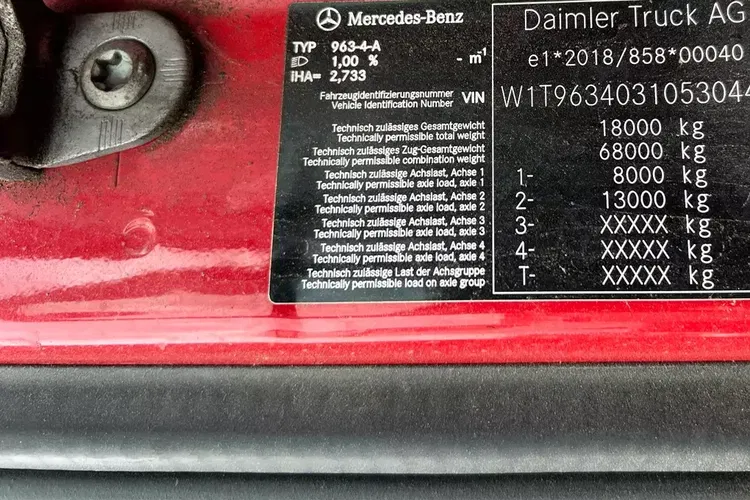 Mercedes-Benz
TYP 963-4-A
1,00 % - m⁻¹
iHA= 2,733
Fahrzeugidentifizierungsnummer
Vehicle Identification Number VIN
Technisch zulässiges Gesamtgewicht
Technically permissible total weight
Technisch zulässiges Zug-Gesamtgewicht
Technically permissible combination weight
Technisch zulässige Achslast, Achse 1
Technically permissible axle load, axle 1
Technisch zulässige Achslast, Achse 2
Technically permissible axle load, axle 2
Technisch zulässige Achslast, Achse 3
Technically permissible axle load, axle 3
Technisch zulässige Achslast, Achse 4
Technically permissible axle load, axle 4
Technisch zulässige Last der Achsgruppe
Technically permissible load on axle group
Daimler Truck AG
e1*2018/858*00040
W1T9634031053044
18000 kg
68000 kg
1- 8000 kg
2- 13000 kg
3- XXXXX kg
4- XXXXX kg
T- XXXXX kg